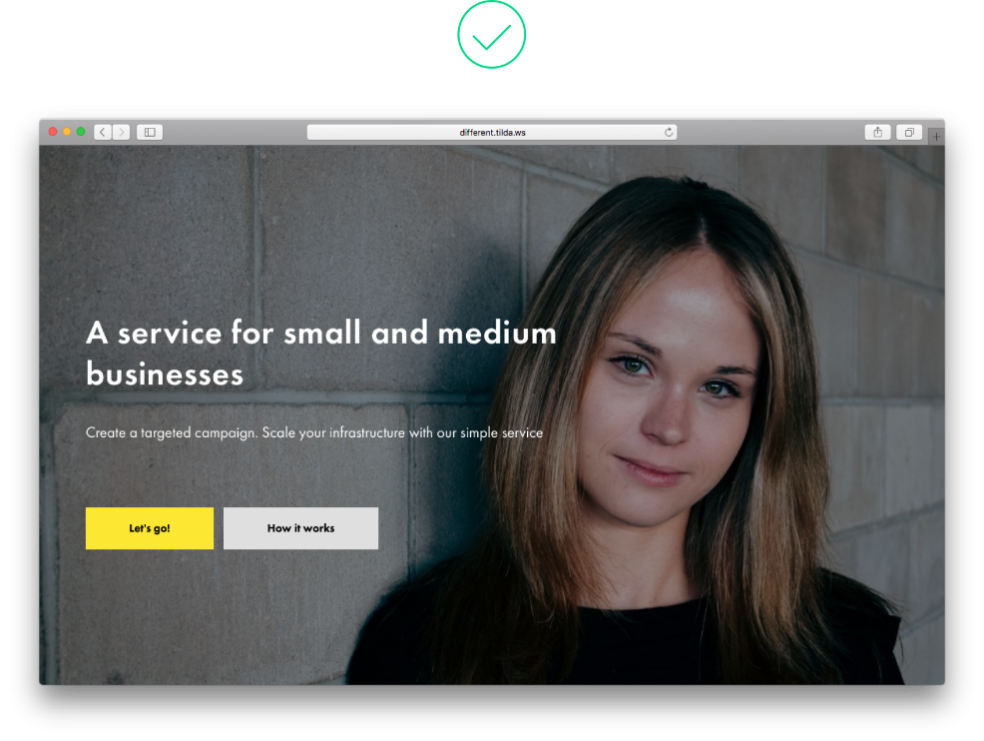 different.tilda.ws
A service for small and medium
businesses
Create a targeted campaign. Scale your infrastructure with our simple service
Let's go!
How it works